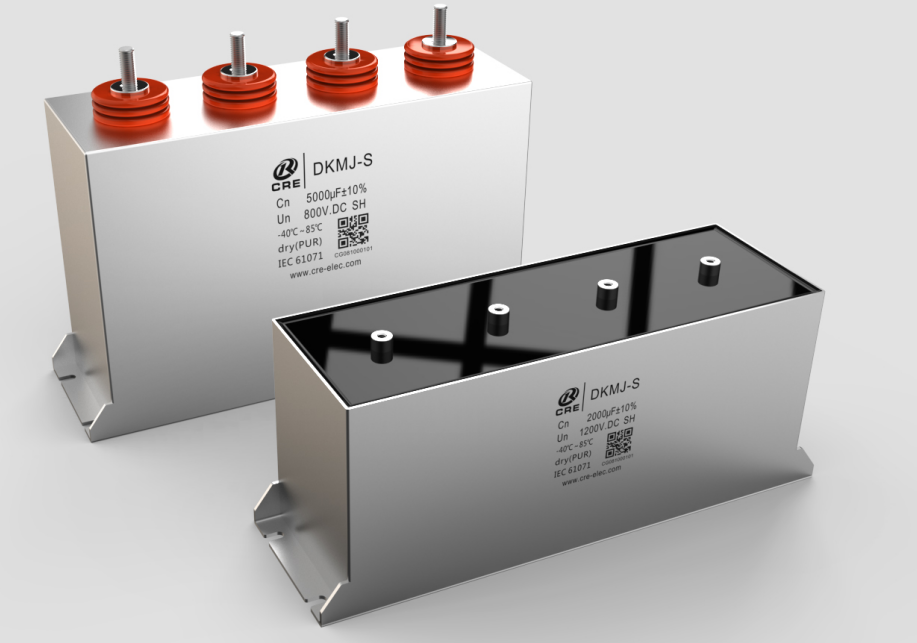 CRE DKMJ-S
Cn 5000μF±10%
Un 800V.DC SH
-40℃~85℃
dry(PUR)
IEC 61071
CG081000101
www.cre-elec.com
CRE DKMJ-S
Cn 2000μF±10%
Un 1200V.DC SH
-40℃~85℃
dry(PUR)
IEC 61071
CG081000101
www.cre-elec.com